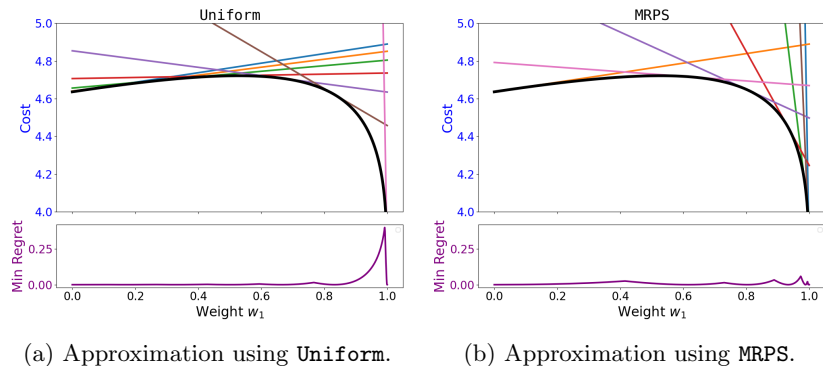 Uniform
5.0
4.8
4.6
4.4
4.2
4.0
Cost
0.25
0.00
Min Regret
0.0 0.2 0.4 0.6 0.8 1.0
Weight w₁
(a) Approximation using Uniform.
MRPS
5.0
4.8
4.6
4.4
4.2
4.0
Cost
0.25
0.00
Min Regret
0.0 0.2 0.4 0.6 0.8 1.0
Weight w₁
(b) Approximation using MRPS.